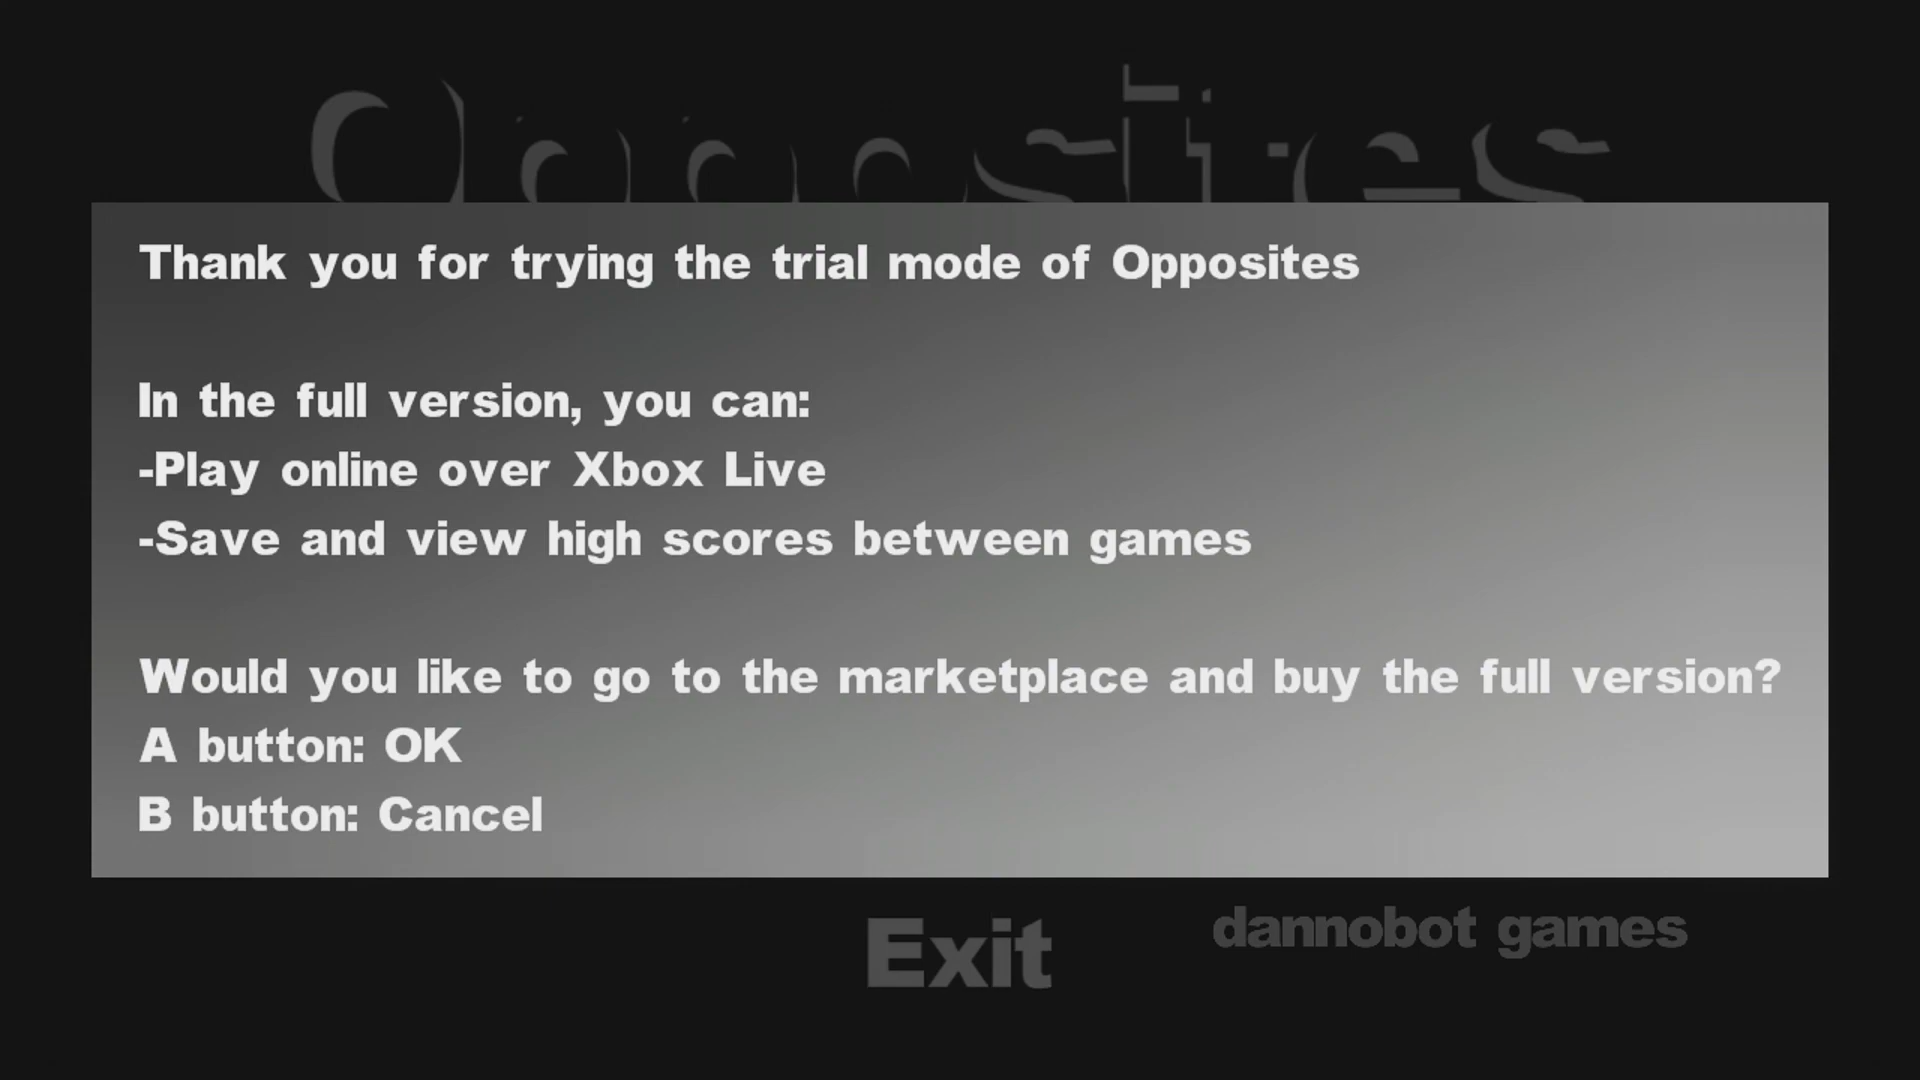 Opposites
Thank you for trying the trial mode of Opposites
In the full version, you can:
-Play online over Xbox Live
-Save and view high scores between games
Would you like to go to the marketplace and buy the full version?
A button: OK
B button: Cancel
Exit
dannobot games